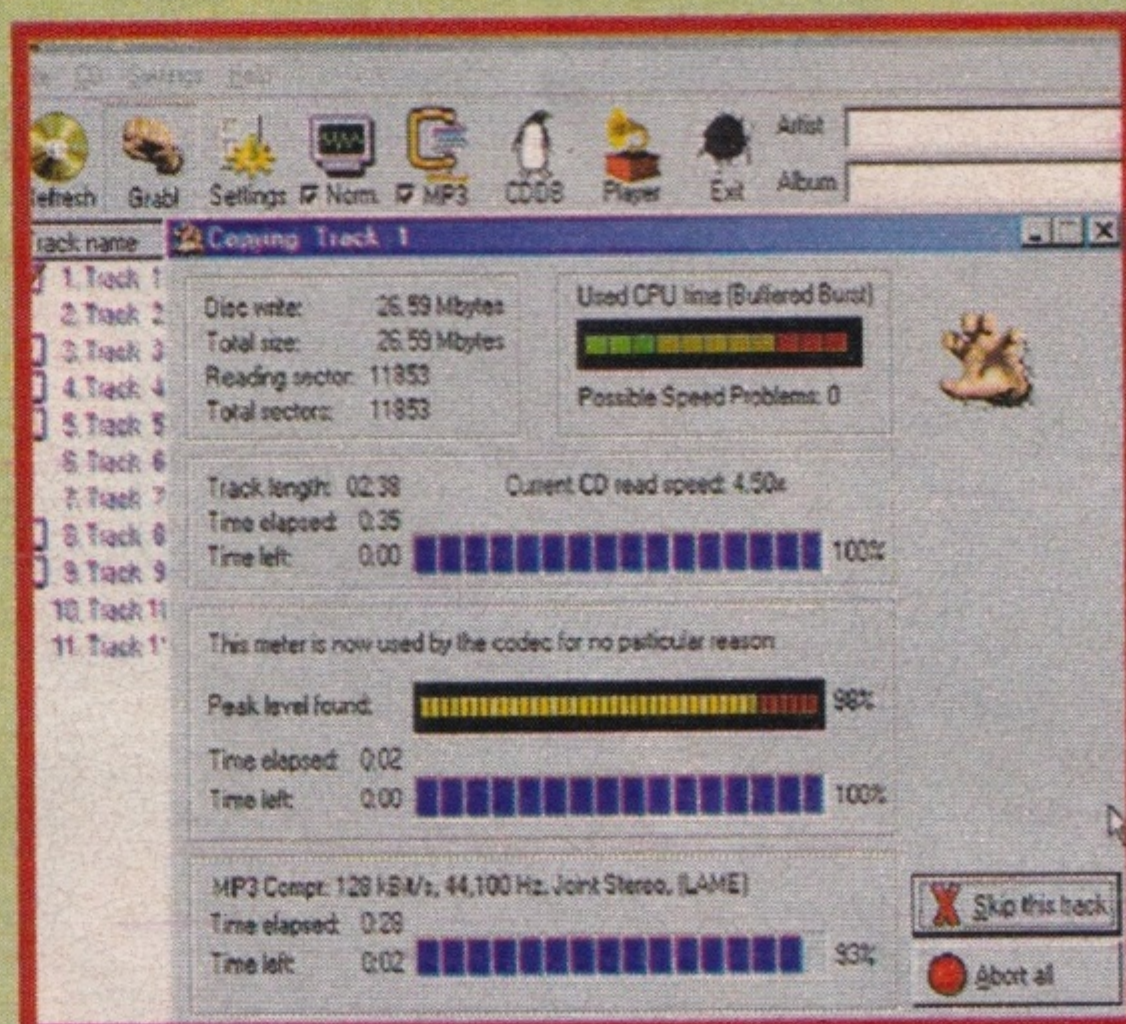 CD Settings Help
Refresh Grab! Settings Norm. MP3 CDDB Player Exit
Artist
Album
Track name
Copying Track 1
1. Track 1
2. Track 2
3. Track 3
4. Track 4
5. Track 5
6. Track 6
7. Track 7
8. Track 8
9. Track 9
10. Track 1
11. Track 1
Disc write: 26.59 Mbytes
Total size: 26.59 Mbytes
Reading sector: 11853
Total sectors: 11853
Used CPU time (Buffered Burst)
Possible Speed Problems: 0
Track length: 02:38
Current CD read speed: 4.50x
Time elapsed: 0:35
Time left: 0:00 100%
This meter is now used by the codec for no particular reason
Peak level found: 98%
Time elapsed: 0:02
Time left: 0:00 100%
MP3 Compr: 128 kBit/s, 44,100 Hz, Joint Stereo, (LAME)
Time elapsed: 0:28
Time left: 0:02 93%
Skip this track
Abort all